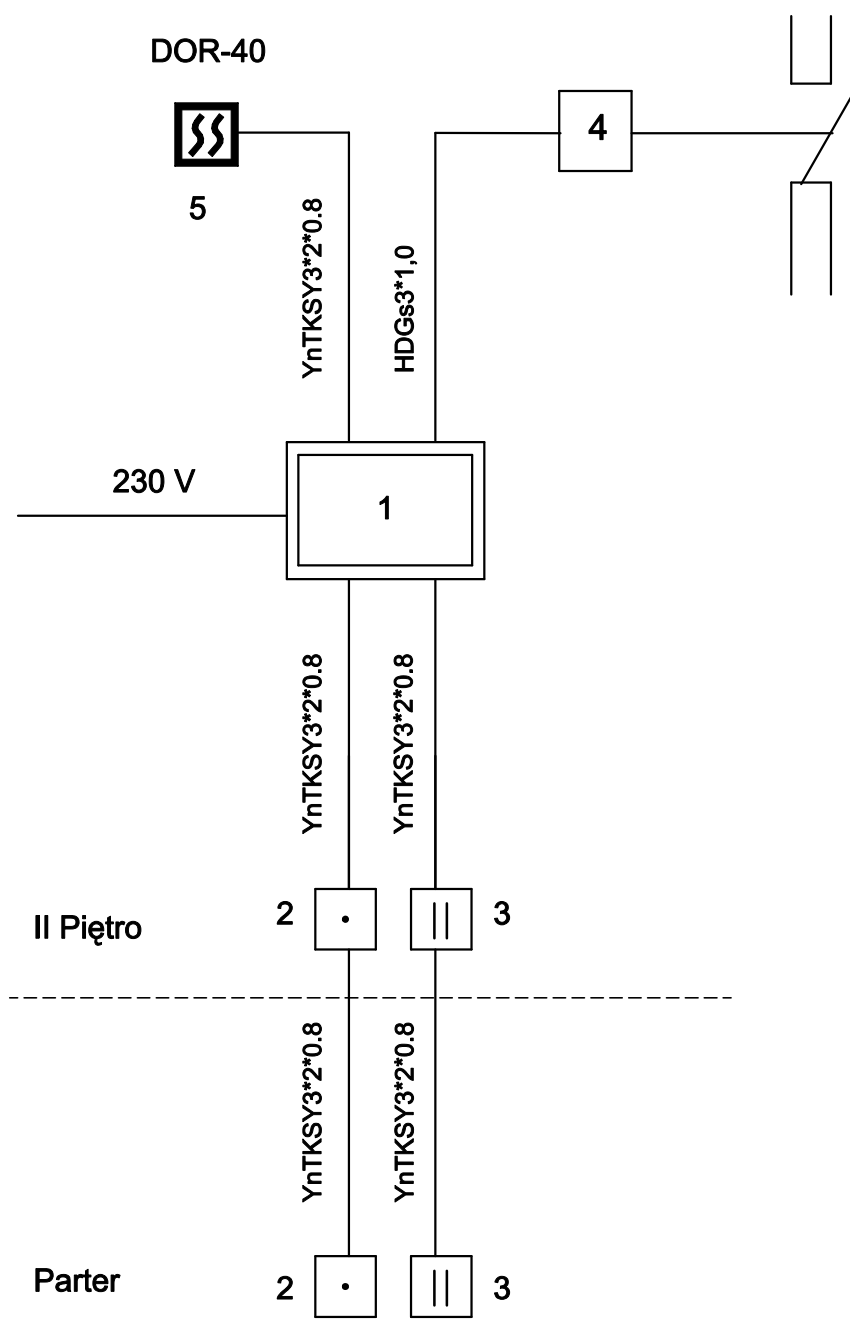 DOR-40
4
5
YnTKSY3*2*0.8
HDGs3*1,0
230 V
1
YnTKSY3*2*0.8
YnTKSY3*2*0.8
II Piętro
2
3
YnTKSY3*2*0.8
YnTKSY3*2*0.8
Parter
2
3